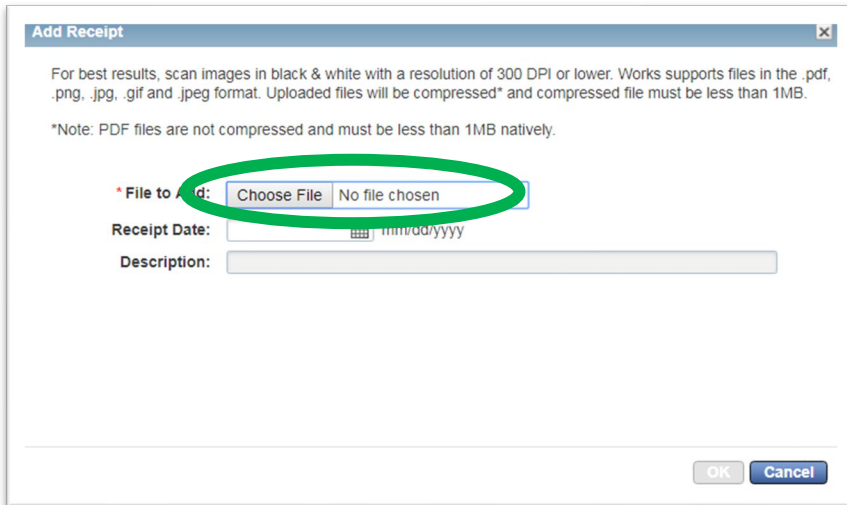 Add Receipt
For best results, scan images in black & white with a resolution of 300 DPI or lower. Works supports files in the .pdf,
.png, .jpg, .gif and .jpeg format. Uploaded files will be compressed* and compressed file must be less than 1MB.
*Note: PDF files are not compressed and must be less than 1MB natively.
* File to Add: Choose File No file chosen
Receipt Date: mm/dd/yyyy
Description:
OK Cancel